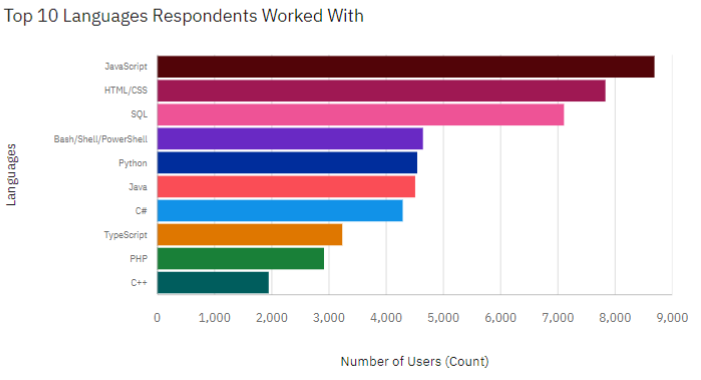 Top 10 Languages Respondents Worked With
JavaScript
HTML/CSS
SQL
Bash/Shell/PowerShell
Python
Java
C#
TypeScript
PHP
C++
Languages
0 1,000 2,000 3,000 4,000 5,000 6,000 7,000 8,000 9,000
Number of Users (Count)